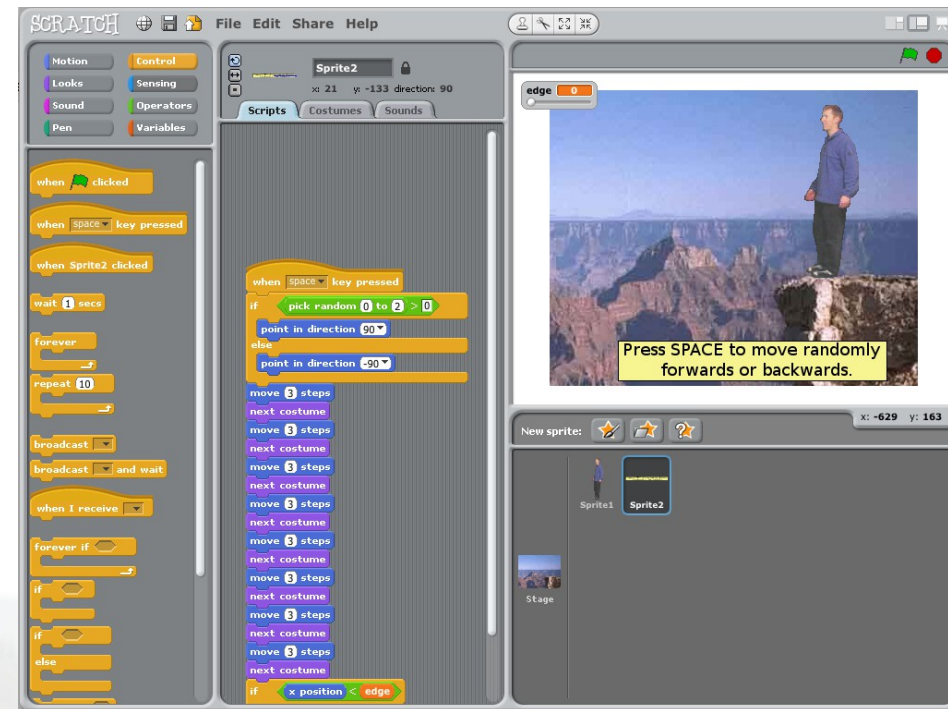 SCRATCH File Edit Share Help
Motion Control
Looks Sensing
Sound Operators
Pen Variables
when clicked
when space key pressed
when Sprite2 clicked
wait 1 secs
forever
repeat 10
broadcast
broadcast and wait
when I receive
forever if
if
if
else
Sprite2
x: 21 y: -133 direction: 90
Scripts Costumes Sounds
when space key pressed
if pick random 0 to 2 > 0
point in direction 90
else
point in direction -90
move 3 steps
next costume
move 3 steps
next costume
move 3 steps
next costume
move 3 steps
next costume
move 3 steps
next costume
move 3 steps
next costume
move 3 steps
next costume
move 3 steps
next costume
if x position < edge
edge 0
Press SPACE to move randomly
forwards or backwards.
x: -629 y: 163
New sprite:
Sprite1 Sprite2
Stage